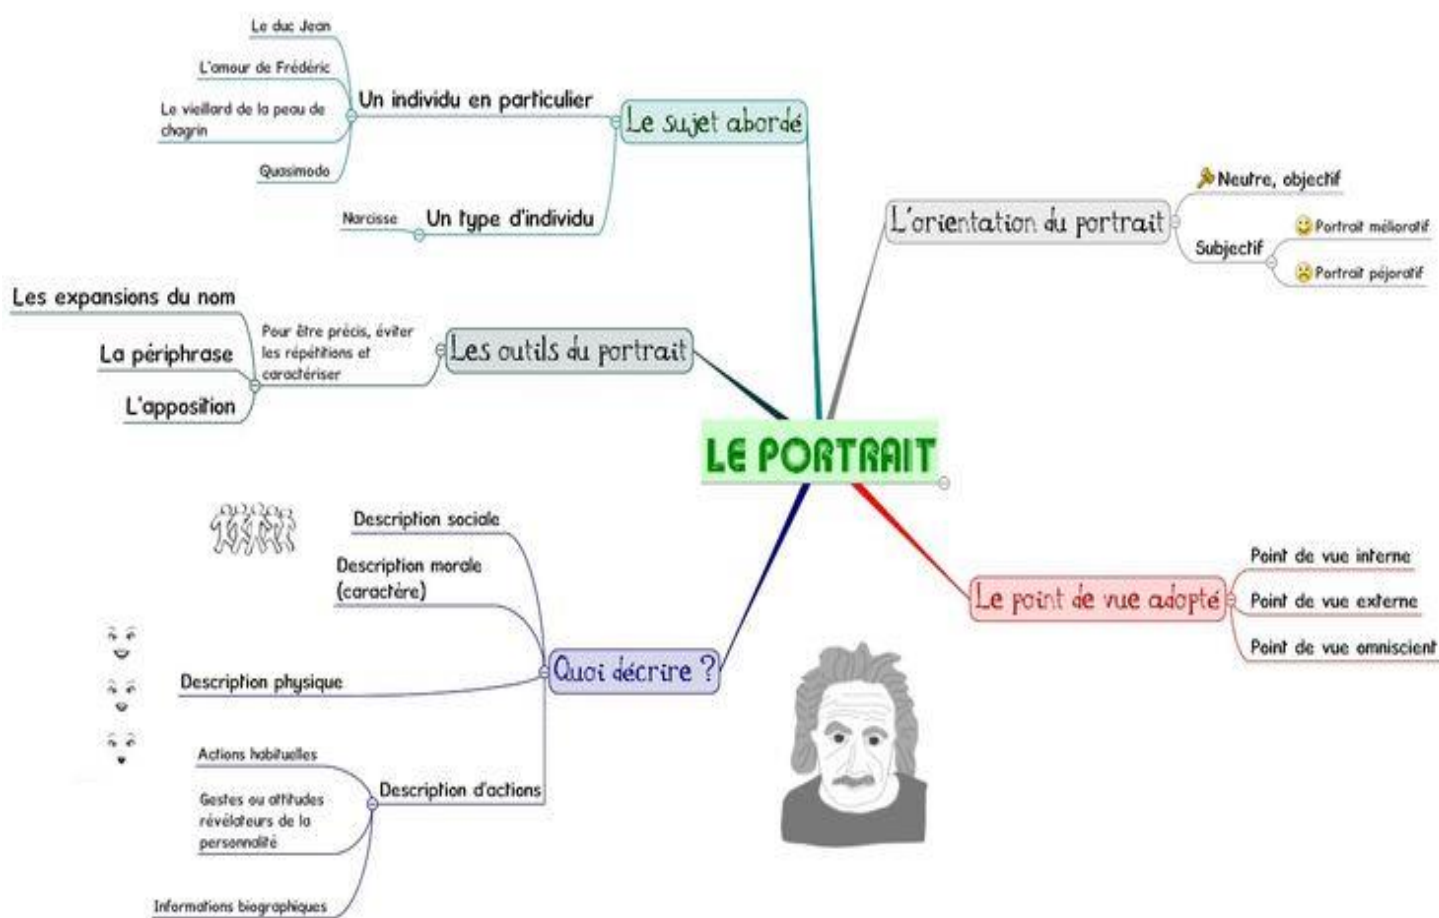 Le duc Jean
L'amour de Frédéric
Le vieillard de la peau de
chagrin
Quasimodo
Un individu en particulier
Narcisse
Un type d'individu
Le sujet abordé
Les expansions du nom
La périphrase
L'apposition
Pour être précis, éviter
les répétitions et
caractériser
Les outils du portrait
LE PORTRAIT
L'orientation du portrait
Neutre, objectif
Subjectif
Portrait mélioratif
Portrait péjoratif
Description sociale
Description morale
(caractère)
Description physique
Actions habituelles
Gestes ou attitudes
révélateurs de la
personnalité
Informations biographiques
Description d'actions
Quoi décrire ?
Le point de vue adopté
Point de vue interne
Point de vue externe
Point de vue omniscient